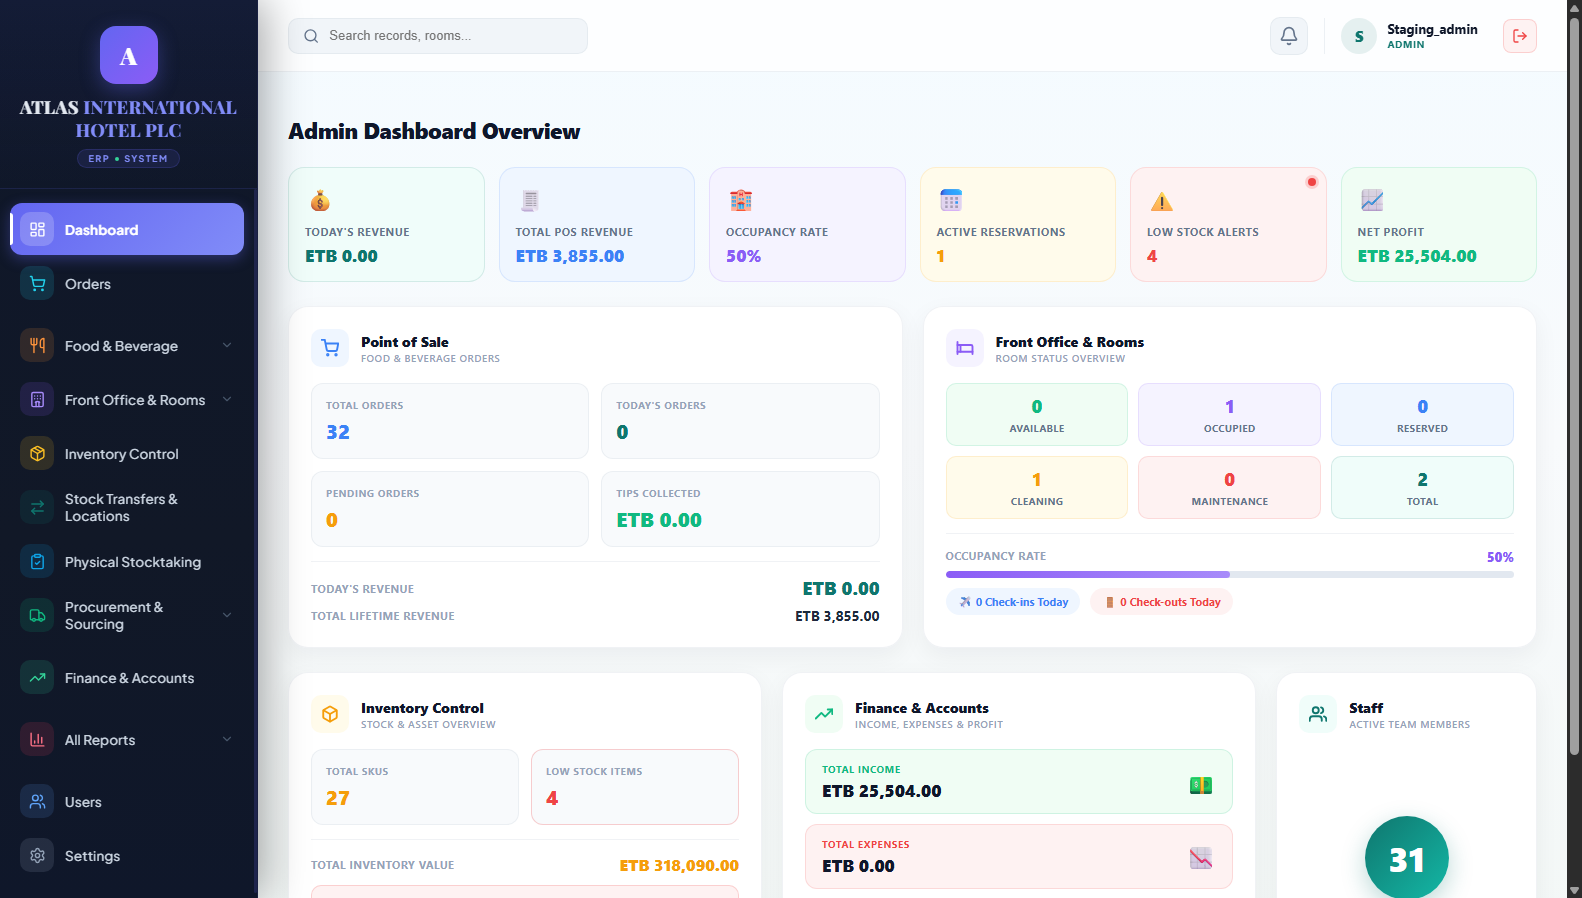 A
ATLAS INTERNATIONAL
HOTEL PLC
ERP • SYSTEM
Dashboard
Orders
Food & Beverage
Front Office & Rooms
Inventory Control
Stock Transfers &
Locations
Physical Stocktaking
Procurement &
Sourcing
Finance & Accounts
All Reports
Users
Settings
Search records, rooms...
S
Staging_admin
ADMIN
Admin Dashboard Overview
TODAY'S REVENUE
ETB 0.00
TOTAL POS REVENUE
ETB 3,855.00
OCCUPANCY RATE
50%
ACTIVE RESERVATIONS
1
LOW STOCK ALERTS
4
NET PROFIT
ETB 25,504.00
Point of Sale
FOOD & BEVERAGE ORDERS
TOTAL ORDERS
32
TODAY'S ORDERS
0
PENDING ORDERS
0
TIPS COLLECTED
ETB 0.00
TODAY'S REVENUE
ETB 0.00
TOTAL LIFETIME REVENUE
ETB 3,855.00
Front Office & Rooms
ROOM STATUS OVERVIEW
0
AVAILABLE
1
OCCUPIED
0
RESERVED
1
CLEANING
0
MAINTENANCE
2
TOTAL
OCCUPANCY RATE
50%
0 Check-ins Today
0 Check-outs Today
Inventory Control
STOCK & ASSET OVERVIEW
TOTAL SKUS
27
LOW STOCK ITEMS
4
TOTAL INVENTORY VALUE
ETB 318,090.00
Finance & Accounts
INCOME, EXPENSES & PROFIT
TOTAL INCOME
ETB 25,504.00
TOTAL EXPENSES
ETB 0.00
Staff
ACTIVE TEAM MEMBERS
31